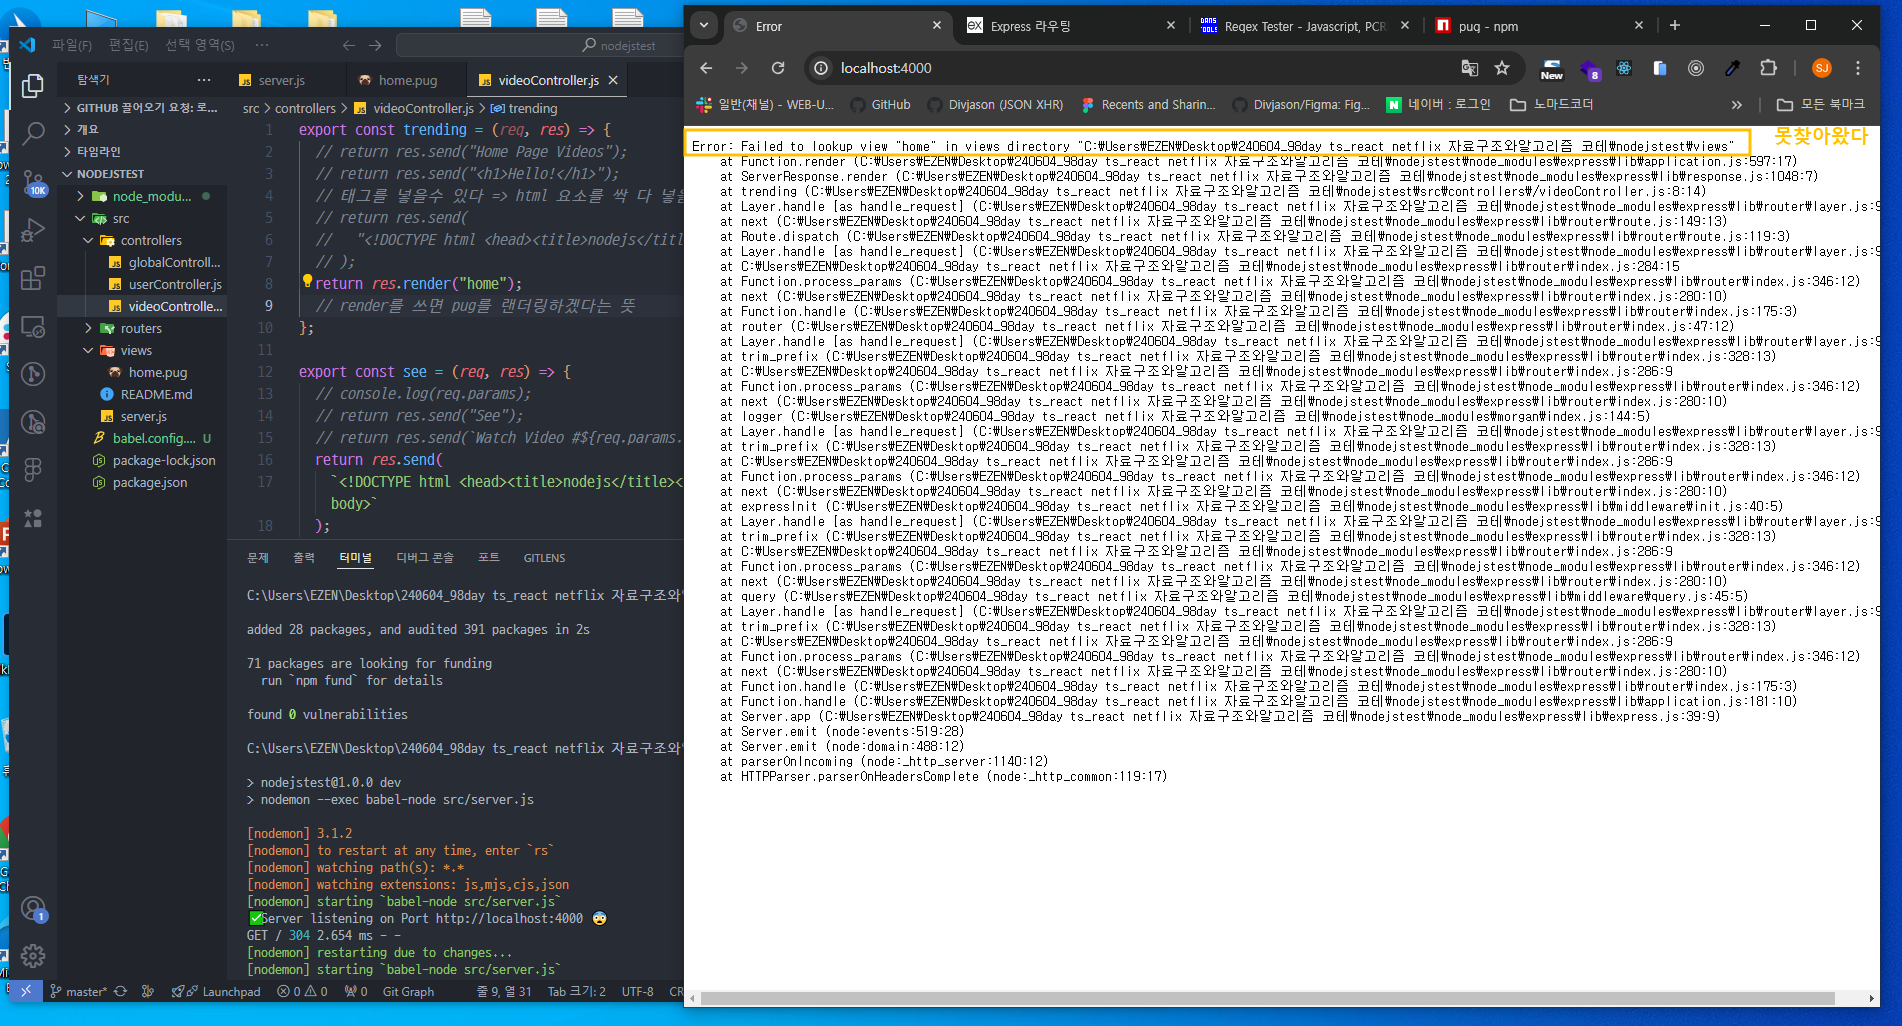 파일(F) 편집(E) 선택 영역(S) ··· nodejstest
탐색기 ···
GITHUB 끌어오기 요청: 로...
개요
타임라인
NODEJSTEST
node_modu...
src
controllers
globalControll...
userController.js
videoControlle...
routers
views
home.pug
README.md
server.js
babel.config.... U
package-lock.json
package.json
10K
1
server.js home.pug videoController.js
src > controllers > videoController.js > trending
1 export const trending = (req, res) => {
2 // return res.send("Home Page Videos");
3 // return res.send("<h1>Hello!</h1>");
4 // 태그를 넣을수 있다 => html 요소를 싹 다 넣을
5 // return res.send(
6 //   "<!DOCTYPE html <head><title>nodejs</titl
7 // );
8 return res.render("home");
9 // render를 쓰면 pug를 랜더링하겠다는 뜻
10 };
11
12 export const see = (req, res) => {
13 // console.log(req.params);
14 // return res.send("See");
15 // return res.send(`Watch Video #${req.params.
16 return res.send(
17 `<!DOCTYPE html <head><title>nodejs</title><
body>`
18 );
문제 출력 터미널 디버그 콘솔 포트 GITLENS
C:\Users\EZEN\Desktop\240604_98day ts_react netflix 자료구조와
added 28 packages, and audited 391 packages in 2s
71 packages are looking for funding
run `npm fund` for details
found 0 vulnerabilities
C:\Users\EZEN\Desktop\240604_98day ts_react netflix 자료구조와
> nodejstest@1.0.0 dev
> nodemon --exec babel-node src/server.js
[nodemon] 3.1.2
[nodemon] to restart at any time, enter `rs`
[nodemon] watching path(s): *.*
[nodemon] watching extensions: js,mjs,cjs,json
[nodemon] starting `babel-node src/server.js`
✅Server listening on Port http://localhost:4000 😨
GET / 304 2.654 ms - -
[nodemon] restarting due to changes...
[nodemon] starting `babel-node src/server.js`
master* Launchpad 0 0 0 Git Graph 줄 9, 열 31 Tab 크기: 2 UTF-8 CR
Error Express 라우팅 Regex Tester - Javascript, PCR pug - npm
localhost:4000 New 8 SJ
일반(채널) - WEB-U... GitHub Divjason (JSON XHR) Recents and Sharin... Divjason/Figma: Fig... 네이버 : 로그인 노마드코더 » 모든 북마크
못찾아왔다
Error: Failed to lookup view "home" in views directory "C:₩Users₩EZEN₩Desktop₩240604_98day ts_react netflix 자료구조와알고리즘 코테₩nodejstest₩views"
at Function.render (C:₩Users₩EZEN₩Desktop₩240604_98day ts_react netflix 자료구조와알고리즘 코테₩nodejstest₩node_modules₩express₩lib₩application.js:597:17)
at ServerResponse.render (C:₩Users₩EZEN₩Desktop₩240604_98day ts_react netflix 자료구조와알고리즘 코테₩nodejstest₩node_modules₩express₩lib₩response.js:1048:7)
at trending (C:₩Users₩EZEN₩Desktop₩240604_98day ts_react netflix 자료구조와알고리즘 코테₩nodejstest₩src₩controllers₩/videoController.js:8:14)
at Layer.handle [as handle_request] (C:₩Users₩EZEN₩Desktop₩240604_98day ts_react netflix 자료구조와알고리즘 코테₩nodejstest₩node_modules₩express₩lib₩router₩layer.js:9
at next (C:₩Users₩EZEN₩Desktop₩240604_98day ts_react netflix 자료구조와알고리즘 코테₩nodejstest₩node_modules₩express₩lib₩router₩route.js:149:13)
at Route.dispatch (C:₩Users₩EZEN₩Desktop₩240604_98day ts_react netflix 자료구조와알고리즘 코테₩nodejstest₩node_modules₩express₩lib₩router₩route.js:119:3)
at Layer.handle [as handle_request] (C:₩Users₩EZEN₩Desktop₩240604_98day ts_react netflix 자료구조와알고리즘 코테₩nodejstest₩node_modules₩express₩lib₩router₩layer.js:9
at C:₩Users₩EZEN₩Desktop₩240604_98day ts_react netflix 자료구조와알고리즘 코테₩nodejstest₩node_modules₩express₩lib₩router₩index.js:284:15
at Function.process_params (C:₩Users₩EZEN₩Desktop₩240604_98day ts_react netflix 자료구조와알고리즘 코테₩nodejstest₩node_modules₩express₩lib₩router₩index.js:346:12)
at next (C:₩Users₩EZEN₩Desktop₩240604_98day ts_react netflix 자료구조와알고리즘 코테₩nodejstest₩node_modules₩express₩lib₩router₩index.js:280:10)
at Function.handle (C:₩Users₩EZEN₩Desktop₩240604_98day ts_react netflix 자료구조와알고리즘 코테₩nodejstest₩node_modules₩express₩lib₩router₩index.js:175:3)
at router (C:₩Users₩EZEN₩Desktop₩240604_98day ts_react netflix 자료구조와알고리즘 코테₩nodejstest₩node_modules₩express₩lib₩router₩index.js:47:12)
at Layer.handle [as handle_request] (C:₩Users₩EZEN₩Desktop₩240604_98day ts_react netflix 자료구조와알고리즘 코테₩nodejstest₩node_modules₩express₩lib₩router₩layer.js:9
at trim_prefix (C:₩Users₩EZEN₩Desktop₩240604_98day ts_react netflix 자료구조와알고리즘 코테₩nodejstest₩node_modules₩express₩lib₩router₩index.js:328:13)
at C:₩Users₩EZEN₩Desktop₩240604_98day ts_react netflix 자료구조와알고리즘 코테₩nodejstest₩node_modules₩express₩lib₩router₩index.js:286:9
at Function.process_params (C:₩Users₩EZEN₩Desktop₩240604_98day ts_react netflix 자료구조와알고리즘 코테₩nodejstest₩node_modules₩express₩lib₩router₩index.js:346:12)
at next (C:₩Users₩EZEN₩Desktop₩240604_98day ts_react netflix 자료구조와알고리즘 코테₩nodejstest₩node_modules₩express₩lib₩router₩index.js:280:10)
at logger (C:₩Users₩EZEN₩Desktop₩240604_98day ts_react netflix 자료구조와알고리즘 코테₩nodejstest₩node_modules₩morgan₩index.js:144:5)
at Layer.handle [as handle_request] (C:₩Users₩EZEN₩Desktop₩240604_98day ts_react netflix 자료구조와알고리즘 코테₩nodejstest₩node_modules₩express₩lib₩router₩layer.js:9
at trim_prefix (C:₩Users₩EZEN₩Desktop₩240604_98day ts_react netflix 자료구조와알고리즘 코테₩nodejstest₩node_modules₩express₩lib₩router₩index.js:328:13)
at C:₩Users₩EZEN₩Desktop₩240604_98day ts_react netflix 자료구조와알고리즘 코테₩nodejstest₩node_modules₩express₩lib₩router₩index.js:286:9
at Function.process_params (C:₩Users₩EZEN₩Desktop₩240604_98day ts_react netflix 자료구조와알고리즘 코테₩nodejstest₩node_modules₩express₩lib₩router₩index.js:346:12)
at next (C:₩Users₩EZEN₩Desktop₩240604_98day ts_react netflix 자료구조와알고리즘 코테₩nodejstest₩node_modules₩express₩lib₩router₩index.js:280:10)
at expressInit (C:₩Users₩EZEN₩Desktop₩240604_98day ts_react netflix 자료구조와알고리즘 코테₩nodejstest₩node_modules₩express₩lib₩middleware₩init.js:40:5)
at Layer.handle [as handle_request] (C:₩Users₩EZEN₩Desktop₩240604_98day ts_react netflix 자료구조와알고리즘 코테₩nodejstest₩node_modules₩express₩lib₩router₩layer.js:9
at trim_prefix (C:₩Users₩EZEN₩Desktop₩240604_98day ts_react netflix 자료구조와알고리즘 코테₩nodejstest₩node_modules₩express₩lib₩router₩index.js:328:13)
at C:₩Users₩EZEN₩Desktop₩240604_98day ts_react netflix 자료구조와알고리즘 코테₩nodejstest₩node_modules₩express₩lib₩router₩index.js:286:9
at Function.process_params (C:₩Users₩EZEN₩Desktop₩240604_98day ts_react netflix 자료구조와알고리즘 코테₩nodejstest₩node_modules₩express₩lib₩router₩index.js:346:12)
at next (C:₩Users₩EZEN₩Desktop₩240604_98day ts_react netflix 자료구조와알고리즘 코테₩nodejstest₩node_modules₩express₩lib₩router₩index.js:280:10)
at query (C:₩Users₩EZEN₩Desktop₩240604_98day ts_react netflix 자료구조와알고리즘 코테₩nodejstest₩node_modules₩express₩lib₩middleware₩query.js:45:5)
at Layer.handle [as handle_request] (C:₩Users₩EZEN₩Desktop₩240604_98day ts_react netflix 자료구조와알고리즘 코테₩nodejstest₩node_modules₩express₩lib₩router₩layer.js:9
at trim_prefix (C:₩Users₩EZEN₩Desktop₩240604_98day ts_react netflix 자료구조와알고리즘 코테₩nodejstest₩node_modules₩express₩lib₩router₩index.js:328:13)
at C:₩Users₩EZEN₩Desktop₩240604_98day ts_react netflix 자료구조와알고리즘 코테₩nodejstest₩node_modules₩express₩lib₩router₩index.js:286:9
at Function.process_params (C:₩Users₩EZEN₩Desktop₩240604_98day ts_react netflix 자료구조와알고리즘 코테₩nodejstest₩node_modules₩express₩lib₩router₩index.js:346:12)
at next (C:₩Users₩EZEN₩Desktop₩240604_98day ts_react netflix 자료구조와알고리즘 코테₩nodejstest₩node_modules₩express₩lib₩router₩index.js:280:10)
at Function.handle (C:₩Users₩EZEN₩Desktop₩240604_98day ts_react netflix 자료구조와알고리즘 코테₩nodejstest₩node_modules₩express₩lib₩router₩index.js:175:3)
at Function.handle (C:₩Users₩EZEN₩Desktop₩240604_98day ts_react netflix 자료구조와알고리즘 코테₩nodejstest₩node_modules₩express₩lib₩application.js:181:10)
at Server.app (C:₩Users₩EZEN₩Desktop₩240604_98day ts_react netflix 자료구조와알고리즘 코테₩nodejstest₩node_modules₩express₩lib₩express.js:39:9)
at Server.emit (node:events:519:28)
at Server.emit (node:domain:488:12)
at parserOnIncoming (node:_http_server:1140:12)
at HTTPParser.parserOnHeadersComplete (node:_http_common:119:17)